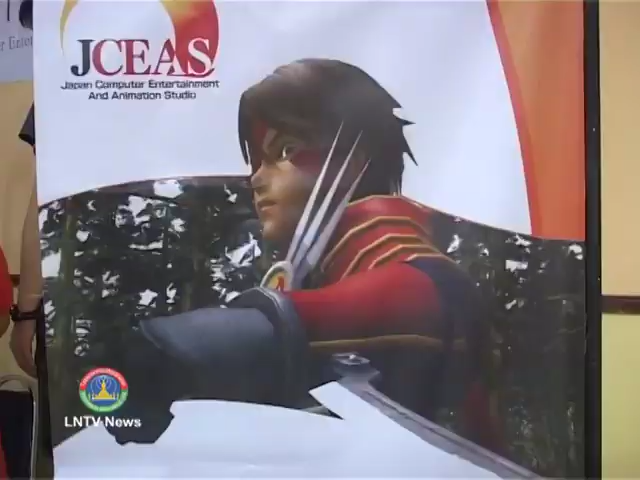 JCEAS
Japan Computer Entertainment
And Animation Studio
LNTV News